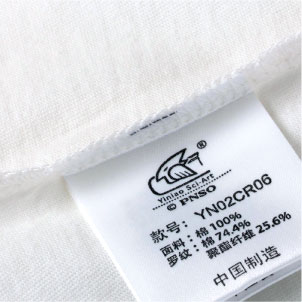 Yiniao Sci-Art
© PNSO
®
款号: YN02CR06
面料: 棉 100%
罗纹: 棉 74.4%
聚酯纤维 25.6%
中国制造